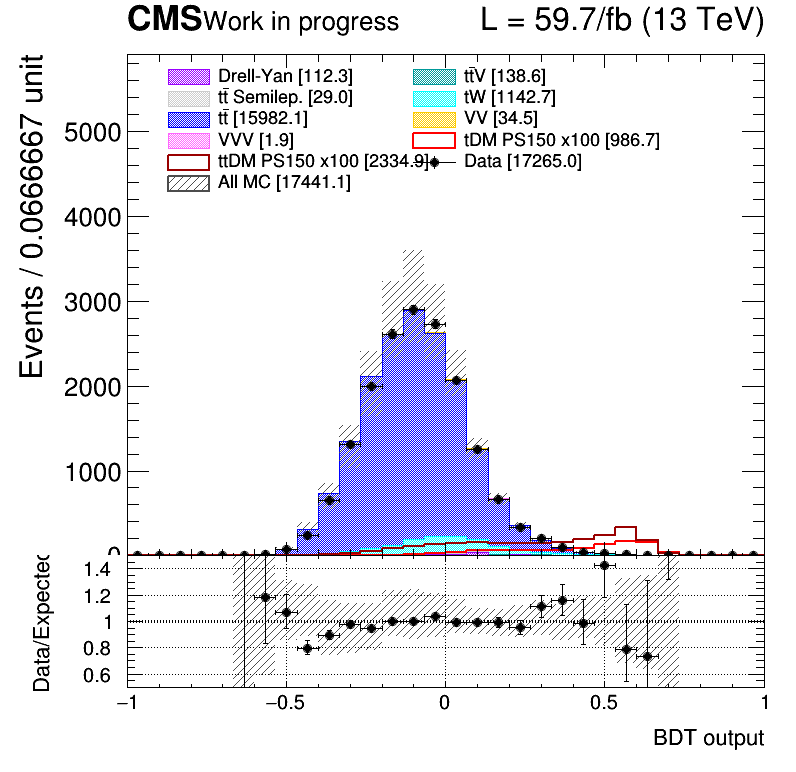 CMS Work in progress L = 59.7/fb (13 TeV)
Events / 0.0666667 unit
Drell-Yan [112.3] tt̄V [138.6]
tt̄ Semilep. [29.0] tW [1142.7]
tt̄ [15982.1] VV [34.5]
VVV [1.9] tDM PS150 x100 [986.7]
ttDM PS150 x100 [2334.9] Data [17265.0]
All MC [17441.1]
5000
4000
3000
2000
1000
0
Data/Expected
1.4
1.2
1
0.8
0.6
−1 −0.5 0 0.5 1
BDT output